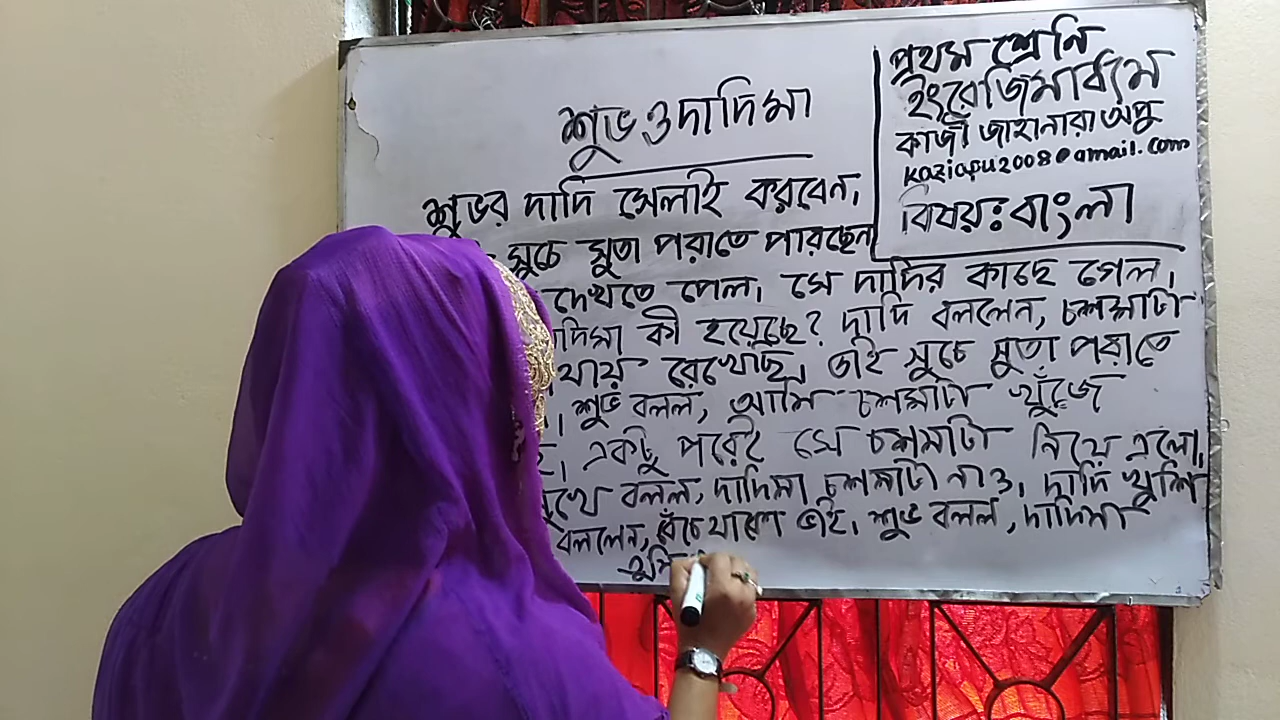 শুভ ও দাদিমা
প্রথম শ্রেনি
ইংরেজি মাধ্যম
কাজী জাহানারা অপু
kaziapu2008@amail.com
বিষয়ঃ বাংলা
শুভর দাদি সেলাই করবেন,
সুচে সুতা পরাতে পারছেন
দেখতে পেল। সে দাদির কাছে গেল।
কী হয়েছে? দাদি বললেন, চশমাটা
রেখেছি, তাই সুচে সুতা পরাতে
শুভ বলল, আমি চশমাটা খুঁজে
একটু পরেই সে চশমাটা নিয়ে এলো।
বলল, দাদিমা চশমাটা নাও। দাদি খুশি
বললেন, বেঁচে থাকো ভাই। শুভ বলল, দাদিমা